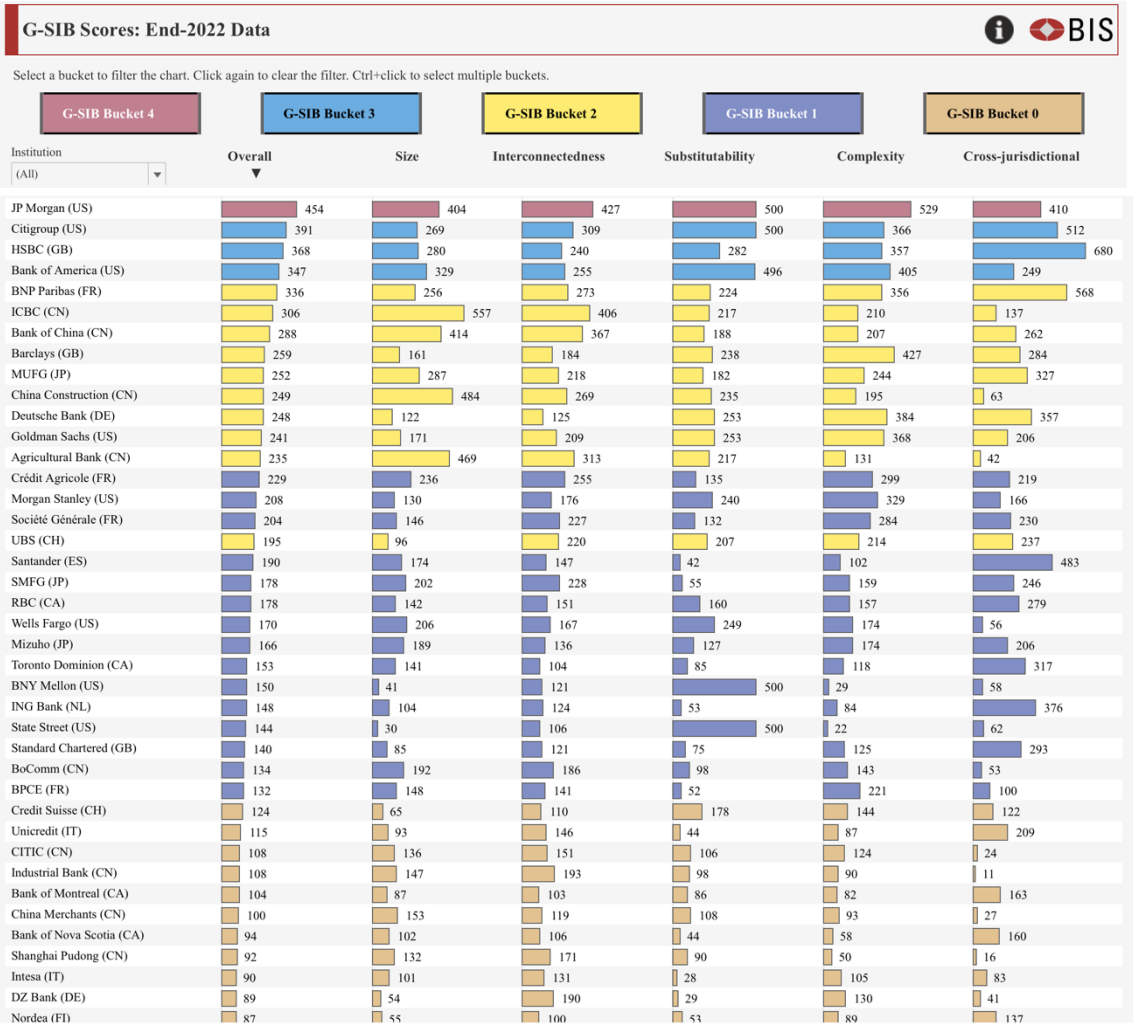 G-SIB Scores: End-2022 Data
i BIS
Select a bucket to filter the chart. Click again to clear the filter. Ctrl+click to select multiple buckets.
G-SIB Bucket 4 G-SIB Bucket 3 G-SIB Bucket 2 G-SIB Bucket 1 G-SIB Bucket 0
Institution
(All)
Overall Size Interconnectedness Substitutability Complexity Cross-jurisdictional
JP Morgan (US) 454 404 427 500 529 410
Citigroup (US) 391 269 309 500 366 512
HSBC (GB) 368 280 240 282 357 680
Bank of America (US) 347 329 255 496 405 249
BNP Paribas (FR) 336 256 273 224 356 568
ICBC (CN) 306 557 406 217 210 137
Bank of China (CN) 288 414 367 188 207 262
Barclays (GB) 259 161 184 238 427 284
MUFG (JP) 252 287 218 182 244 327
China Construction (CN) 249 484 269 235 195 63
Deutsche Bank (DE) 248 122 125 253 384 357
Goldman Sachs (US) 241 171 209 253 368 206
Agricultural Bank (CN) 235 469 313 217 131 42
Crédit Agricole (FR) 229 236 255 135 299 219
Morgan Stanley (US) 208 130 176 240 329 166
Société Générale (FR) 204 146 227 132 284 230
UBS (CH) 195 96 220 207 214 237
Santander (ES) 190 174 147 42 102 483
SMFG (JP) 178 202 228 55 159 246
RBC (CA) 178 142 151 160 157 279
Wells Fargo (US) 170 206 167 249 174 56
Mizuho (JP) 166 189 136 127 174 206
Toronto Dominion (CA) 153 141 104 85 118 317
BNY Mellon (US) 150 41 121 500 29 58
ING Bank (NL) 148 104 124 53 84 376
State Street (US) 144 30 106 500 22 62
Standard Chartered (GB) 140 85 121 75 125 293
BoComm (CN) 134 192 186 98 143 53
BPCE (FR) 132 148 141 52 221 100
Credit Suisse (CH) 124 65 110 178 144 122
Unicredit (IT) 115 93 146 44 87 209
CITIC (CN) 108 136 151 106 124 24
Industrial Bank (CN) 108 147 193 98 90 11
Bank of Montreal (CA) 104 87 103 86 82 163
China Merchants (CN) 100 153 119 108 93 27
Bank of Nova Scotia (CA) 94 102 106 44 58 160
Shanghai Pudong (CN) 92 132 171 90 50 16
Intesa (IT) 90 101 131 28 105 83
DZ Bank (DE) 89 54 190 29 130 41
Nordea (FI) 87 55 100 53 89 137